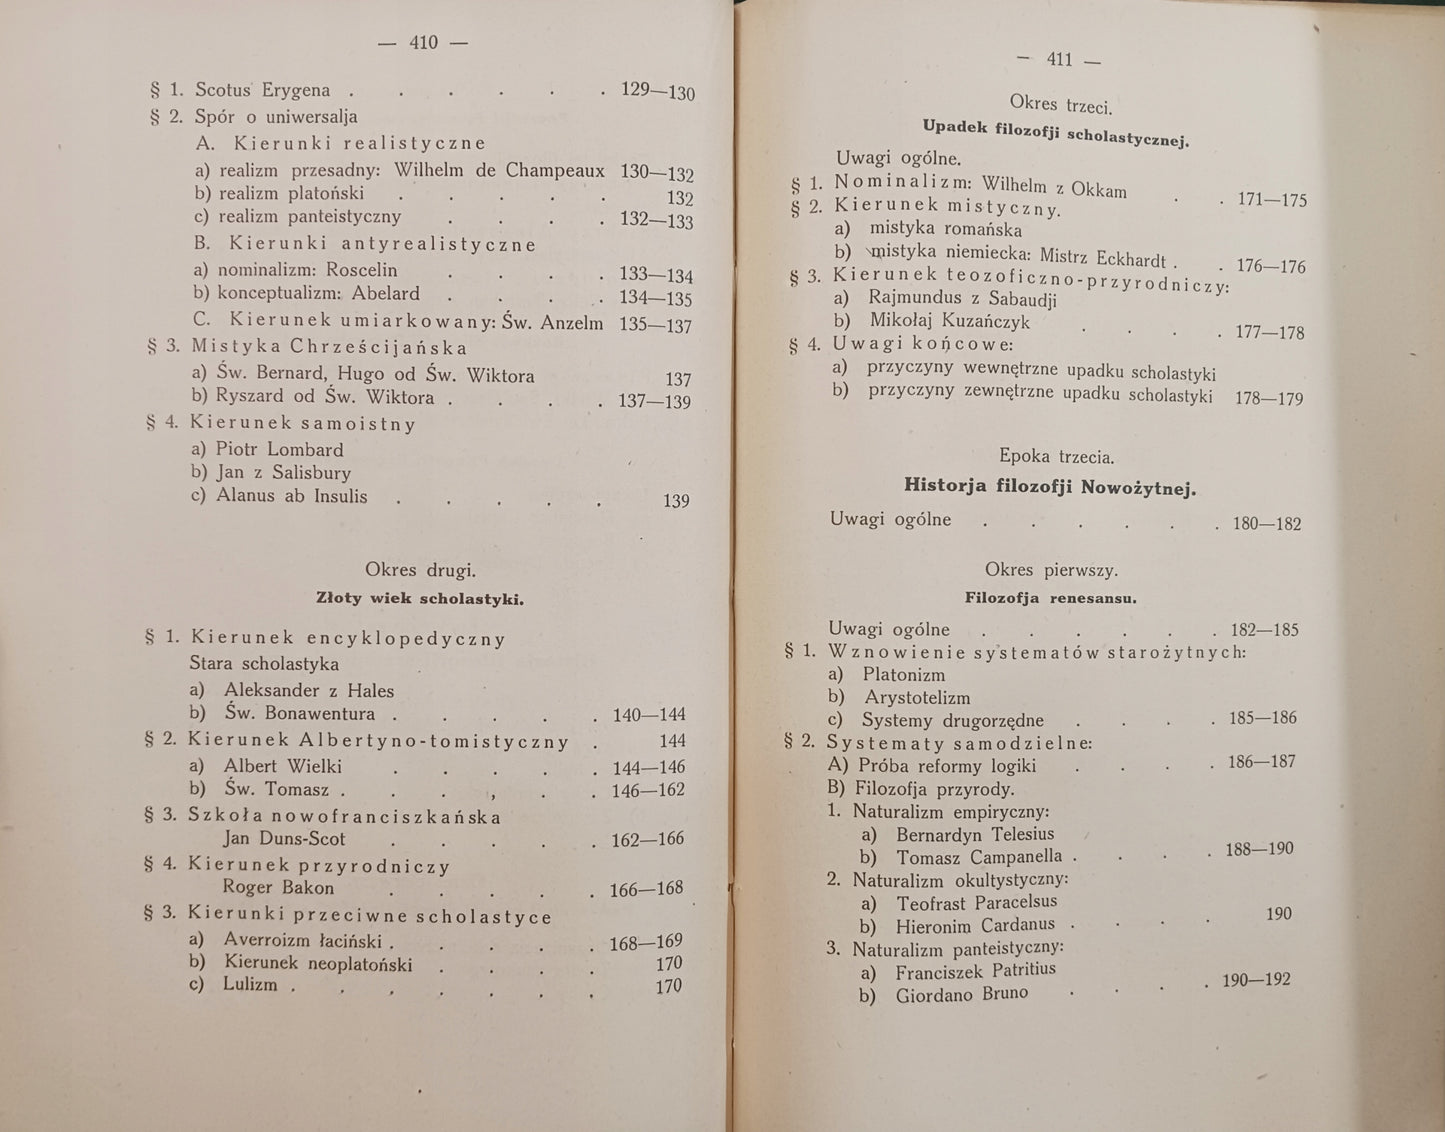 — 410 —
§ 1. Scotus Erygena . . . . . . 129—130
§ 2. Spór o uniwersalja
A. Kierunki realistyczne
a) realizm przesadny: Wilhelm de Champeaux 130—132
b) realizm platoński . . . . . 132
c) realizm panteistyczny . . . . 132—133
B. Kierunki antyrealistyczne
a) nominalizm: Roscelin . . . . 133—134
b) konceptualizm: Abelard . . . . 134—135
C. Kierunek umiarkowany: Św. Anzelm 135—137
§ 3. Mistyka Chrześcijańska
a) Św. Bernard, Hugo od Św. Wiktora 137
b) Ryszard od Św. Wiktora . . . . 137—139
§ 4. Kierunek samoistny
a) Piotr Lombard
b) Jan z Salisbury
c) Alanus ab Insulis . . . . . 139
Okres drugi.
Złoty wiek scholastyki.
§ 1. Kierunek encyklopedyczny
Stara scholastyka
a) Aleksander z Hales
b) Św. Bonawentura . . . . . 140—144
§ 2. Kierunek Albertyno-tomistyczny . 144
a) Albert Wielki . . . . . 144—146
b) Św. Tomasz . . . , . . 146—162
§ 3. Szkoła nowofranciszkańska
Jan Duns-Scot . . . . . 162—166
§ 4. Kierunek przyrodniczy
Roger Bakon . . . . . 166—168
§ 3. Kierunki przeciwne scholastyce
a) Averroizm łaciński . . . . . 168—169
b) Kierunek neoplatoński . . . . 170
c) Lulizm . . . . . . . 170
— 411 —
Okres trzeci.
Upadek filozofji scholastycznej.
Uwagi ogólne.
§ 1. Nominalizm: Wilhelm z Okkam . . 171—175
§ 2. Kierunek mistyczny.
a) mistyka romańska
b) mistyka niemiecka: Mistrz Eckhardt . . 176—176
§ 3. Kierunek teozoficzno-przyrodniczy:
a) Rajmundus z Sabaudji
b) Mikołaj Kuzańczyk . . . . 177—178
§ 4. Uwagi końcowe:
a) przyczyny wewnętrzne upadku scholastyki
b) przyczyny zewnętrzne upadku scholastyki 178—179
Epoka trzecia.
Historja filozofji Nowożytnej.
Uwagi ogólne . . . . . . 180—182
Okres pierwszy.
Filozofja renesansu.
Uwagi ogólne . . . . . . 182—185
§ 1. Wznowienie systematów starożytnych:
a) Platonizm
b) Arystotelizm
c) Systemy drugorzędne . . . . 185—186
§ 2. Systematy samodzielne:
A) Próba reformy logiki . . . . 186—187
B) Filozofja przyrody.
1. Naturalizm empiryczny:
a) Bernardyn Telesius
b) Tomasz Campanella . . . . 188—190
2. Naturalizm okultystyczny:
a) Teofrast Paracelsus
b) Hieronim Cardanus . . . . 190
3. Naturalizm panteistyczny:
a) Franciszek Patritius
b) Giordano Bruno . . . . 190—192